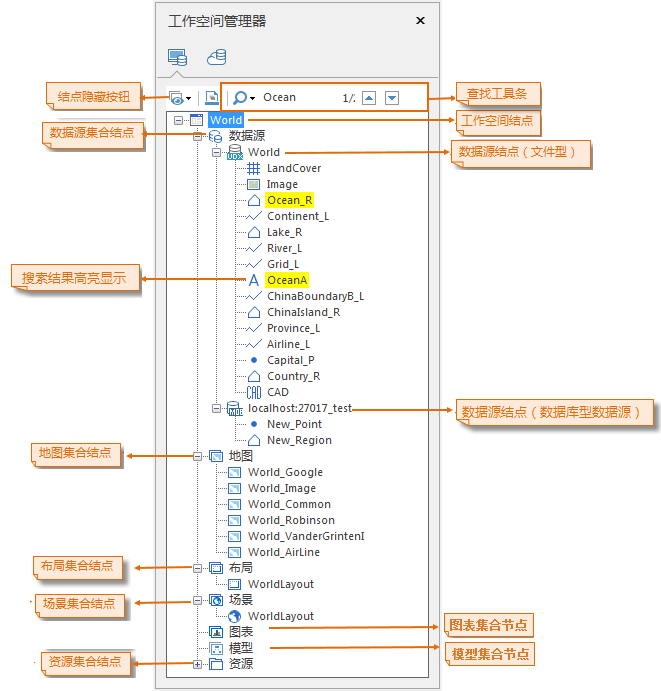 工作空间管理器
结点隐藏按钮
Ocean
1/2
查找工具条
World
工作空间结点
数据源集合结点
数据源
World
数据源结点（文件型）
LandCover
Image
Ocean_R
Continent_L
Lake_R
River_L
Grid_L
搜索结果高亮显示
OceanA
ChinaBoundaryB_L
ChinaIsland_R
Province_L
Airline_L
Capital_P
Country_R
CAD
localhost:27017_test
数据源结点（数据库型数据源）
New_Point
New_Region
地图集合结点
地图
World_Google
World_Image
World_Common
World_Robinson
World_VanderGrintenI
World_AirLine
布局集合结点
布局
WorldLayout
场景集合结点
场景
WorldLayout
图表
图表集合节点
模型
模型集合节点
资源集合结点
资源